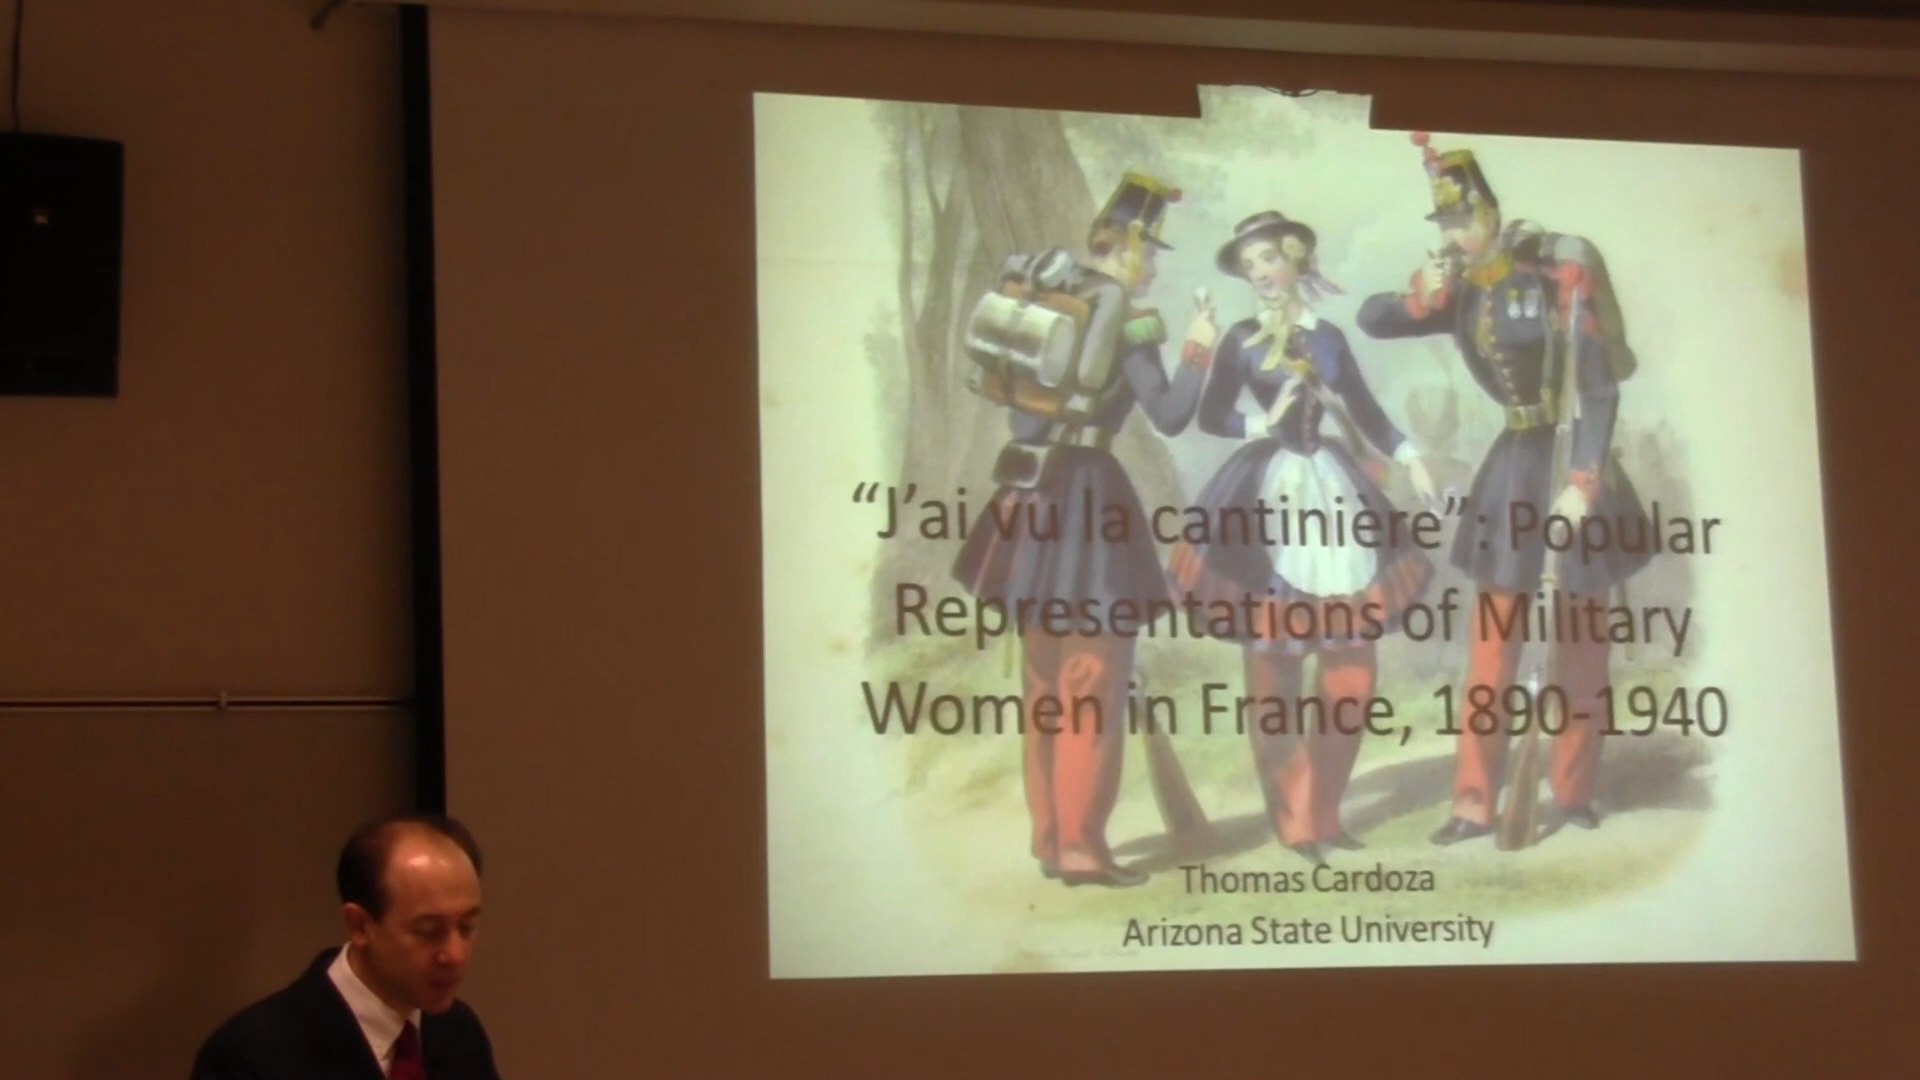 “J’ai vu la cantinière”: Popular
Representations of Military
Women in France, 1890-1940
Thomas Cardoza
Arizona State University